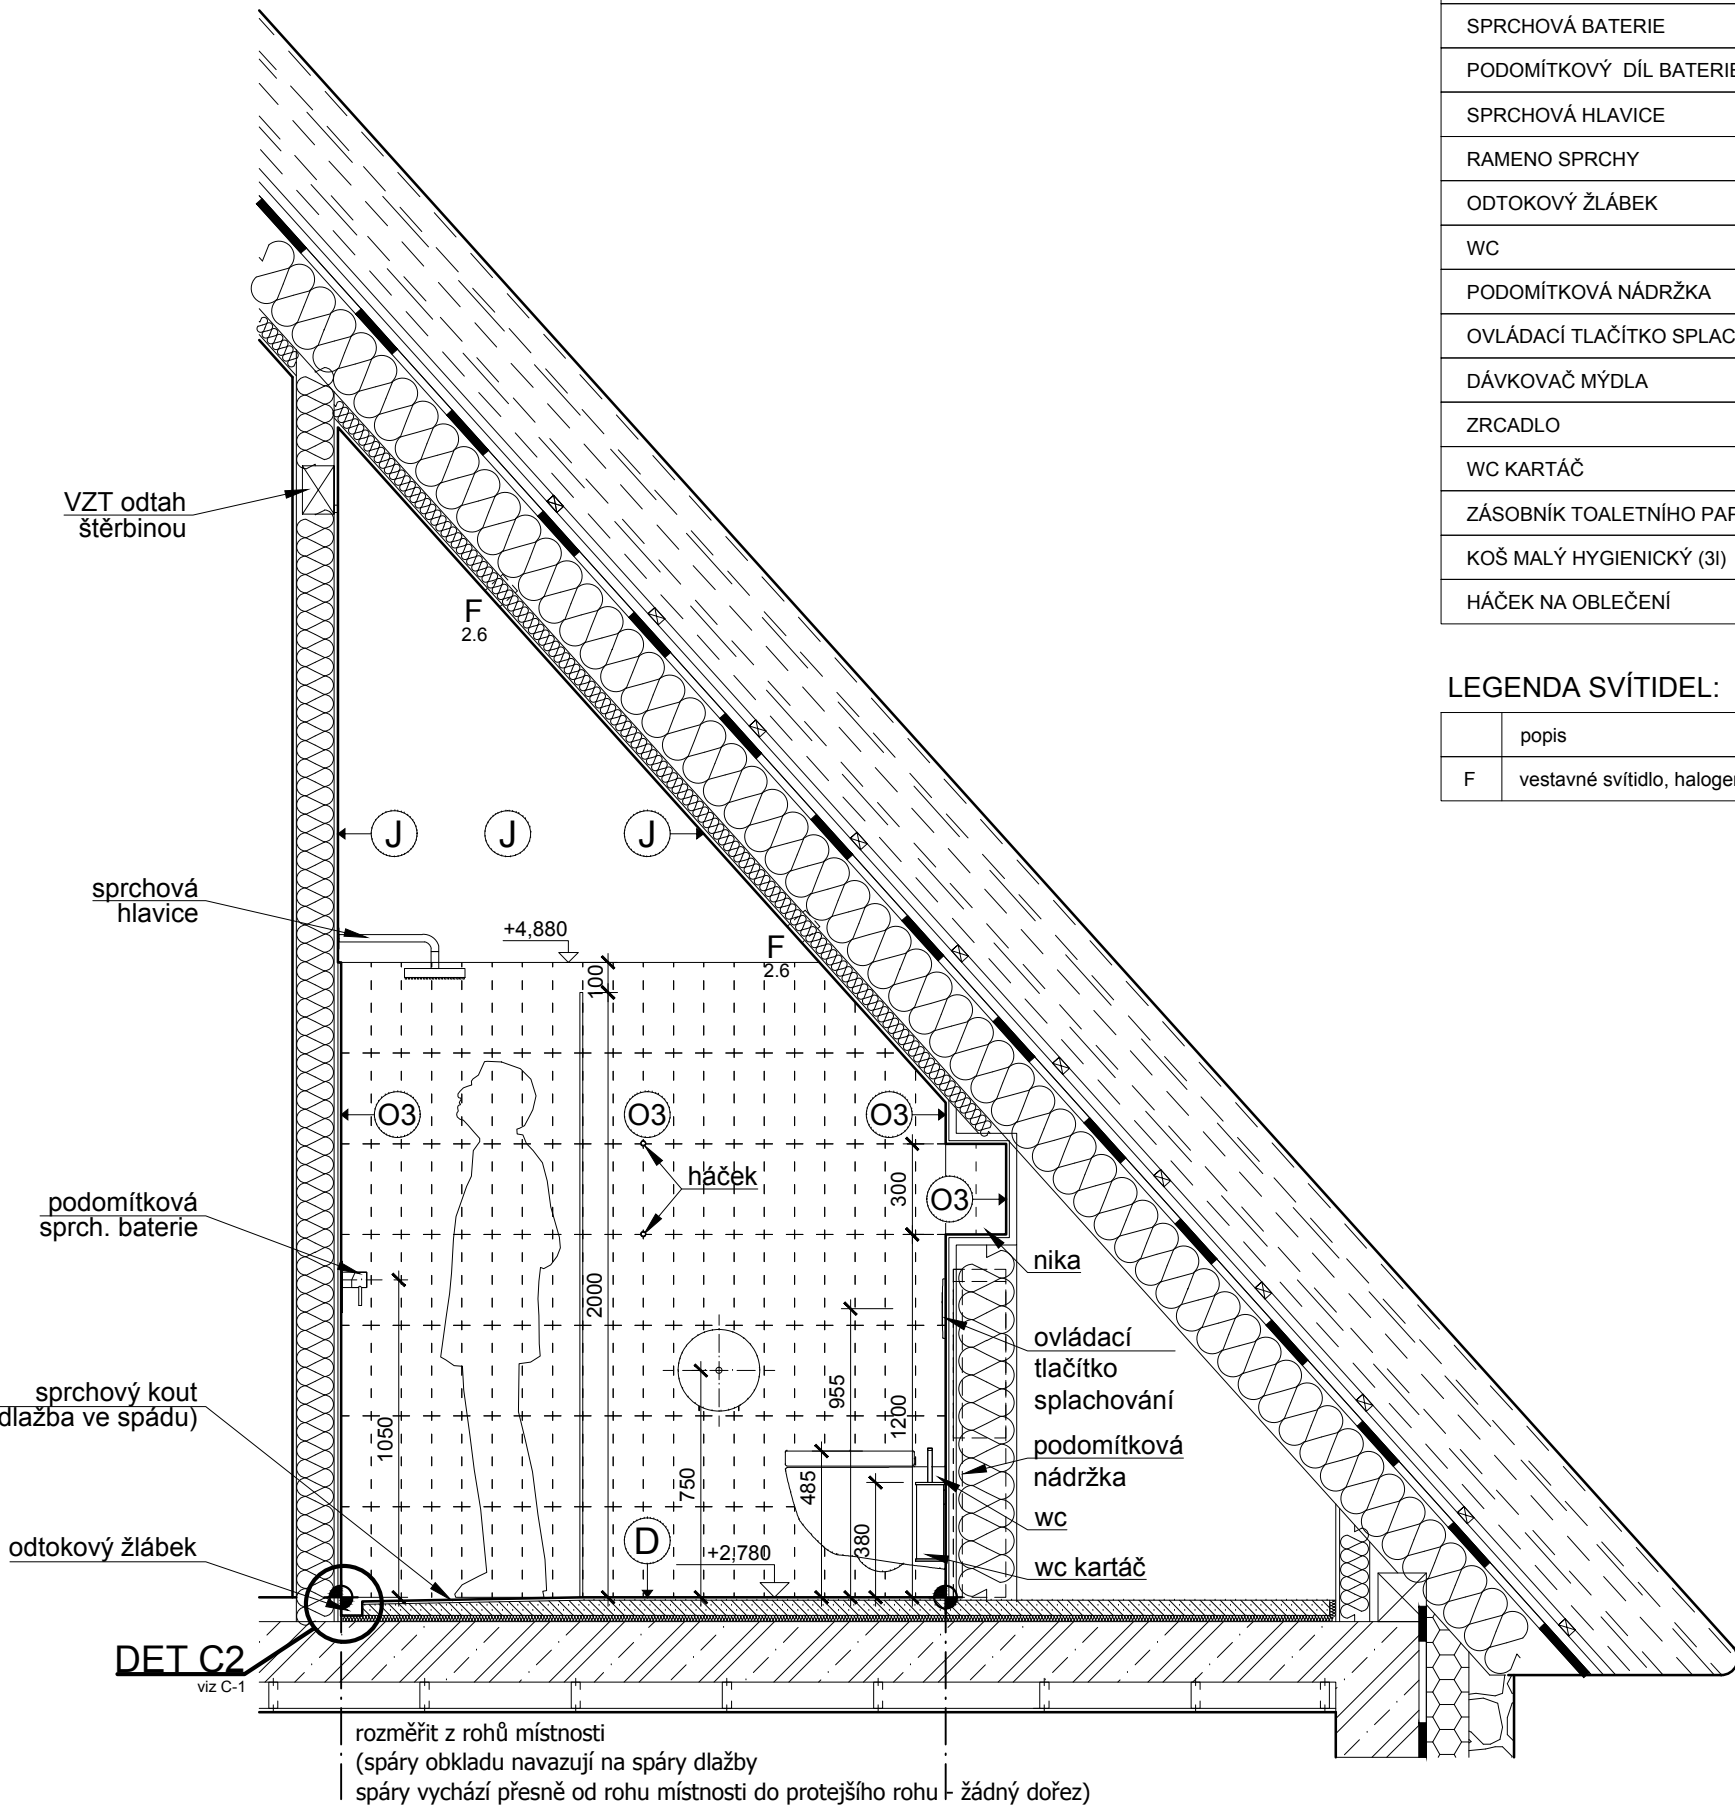 SPRCHOVÁ BATERIE
PODOMÍTKOVÝ DÍL BATERIE
SPRCHOVÁ HLAVICE
RAMENO SPRCHY
ODTOKOVÝ ŽLÁBEK
WC
PODOMÍTKOVÁ NÁDRŽKA
OVLÁDACÍ TLAČÍTKO SPLAC
DÁVKOVAČ MÝDLA
ZRCADLO
WC KARTÁČ
ZÁSOBNÍK TOALETNÍHO PAP
KOŠ MALÝ HYGIENICKÝ (3l)
HÁČEK NA OBLEČENÍ
LEGENDA SVÍTIDEL:
popis
F vestavné svítidlo, halogen
VZT odtah
štěrbinou
F
2.6
J J J
sprchová
hlavice
+4,880
F
2.6
100
O3 O3 O3
háček
300
O3
podomítková
sprch. baterie
nika
2000
ovládací
tlačítko
splachování
sprchový kout
dlažba ve spádu)
955
1200
1050
podomítková
nádržka
750
485
380
wc
D
+2,780
wc kartáč
odtokový žlábek
DET C2
viz C-1
rozměřit z rohů místnosti
(spáry obkladu navazují na spáry dlažby
spáry vychází přesně od rohu místnosti do protejšího rohu - žádný dořez)